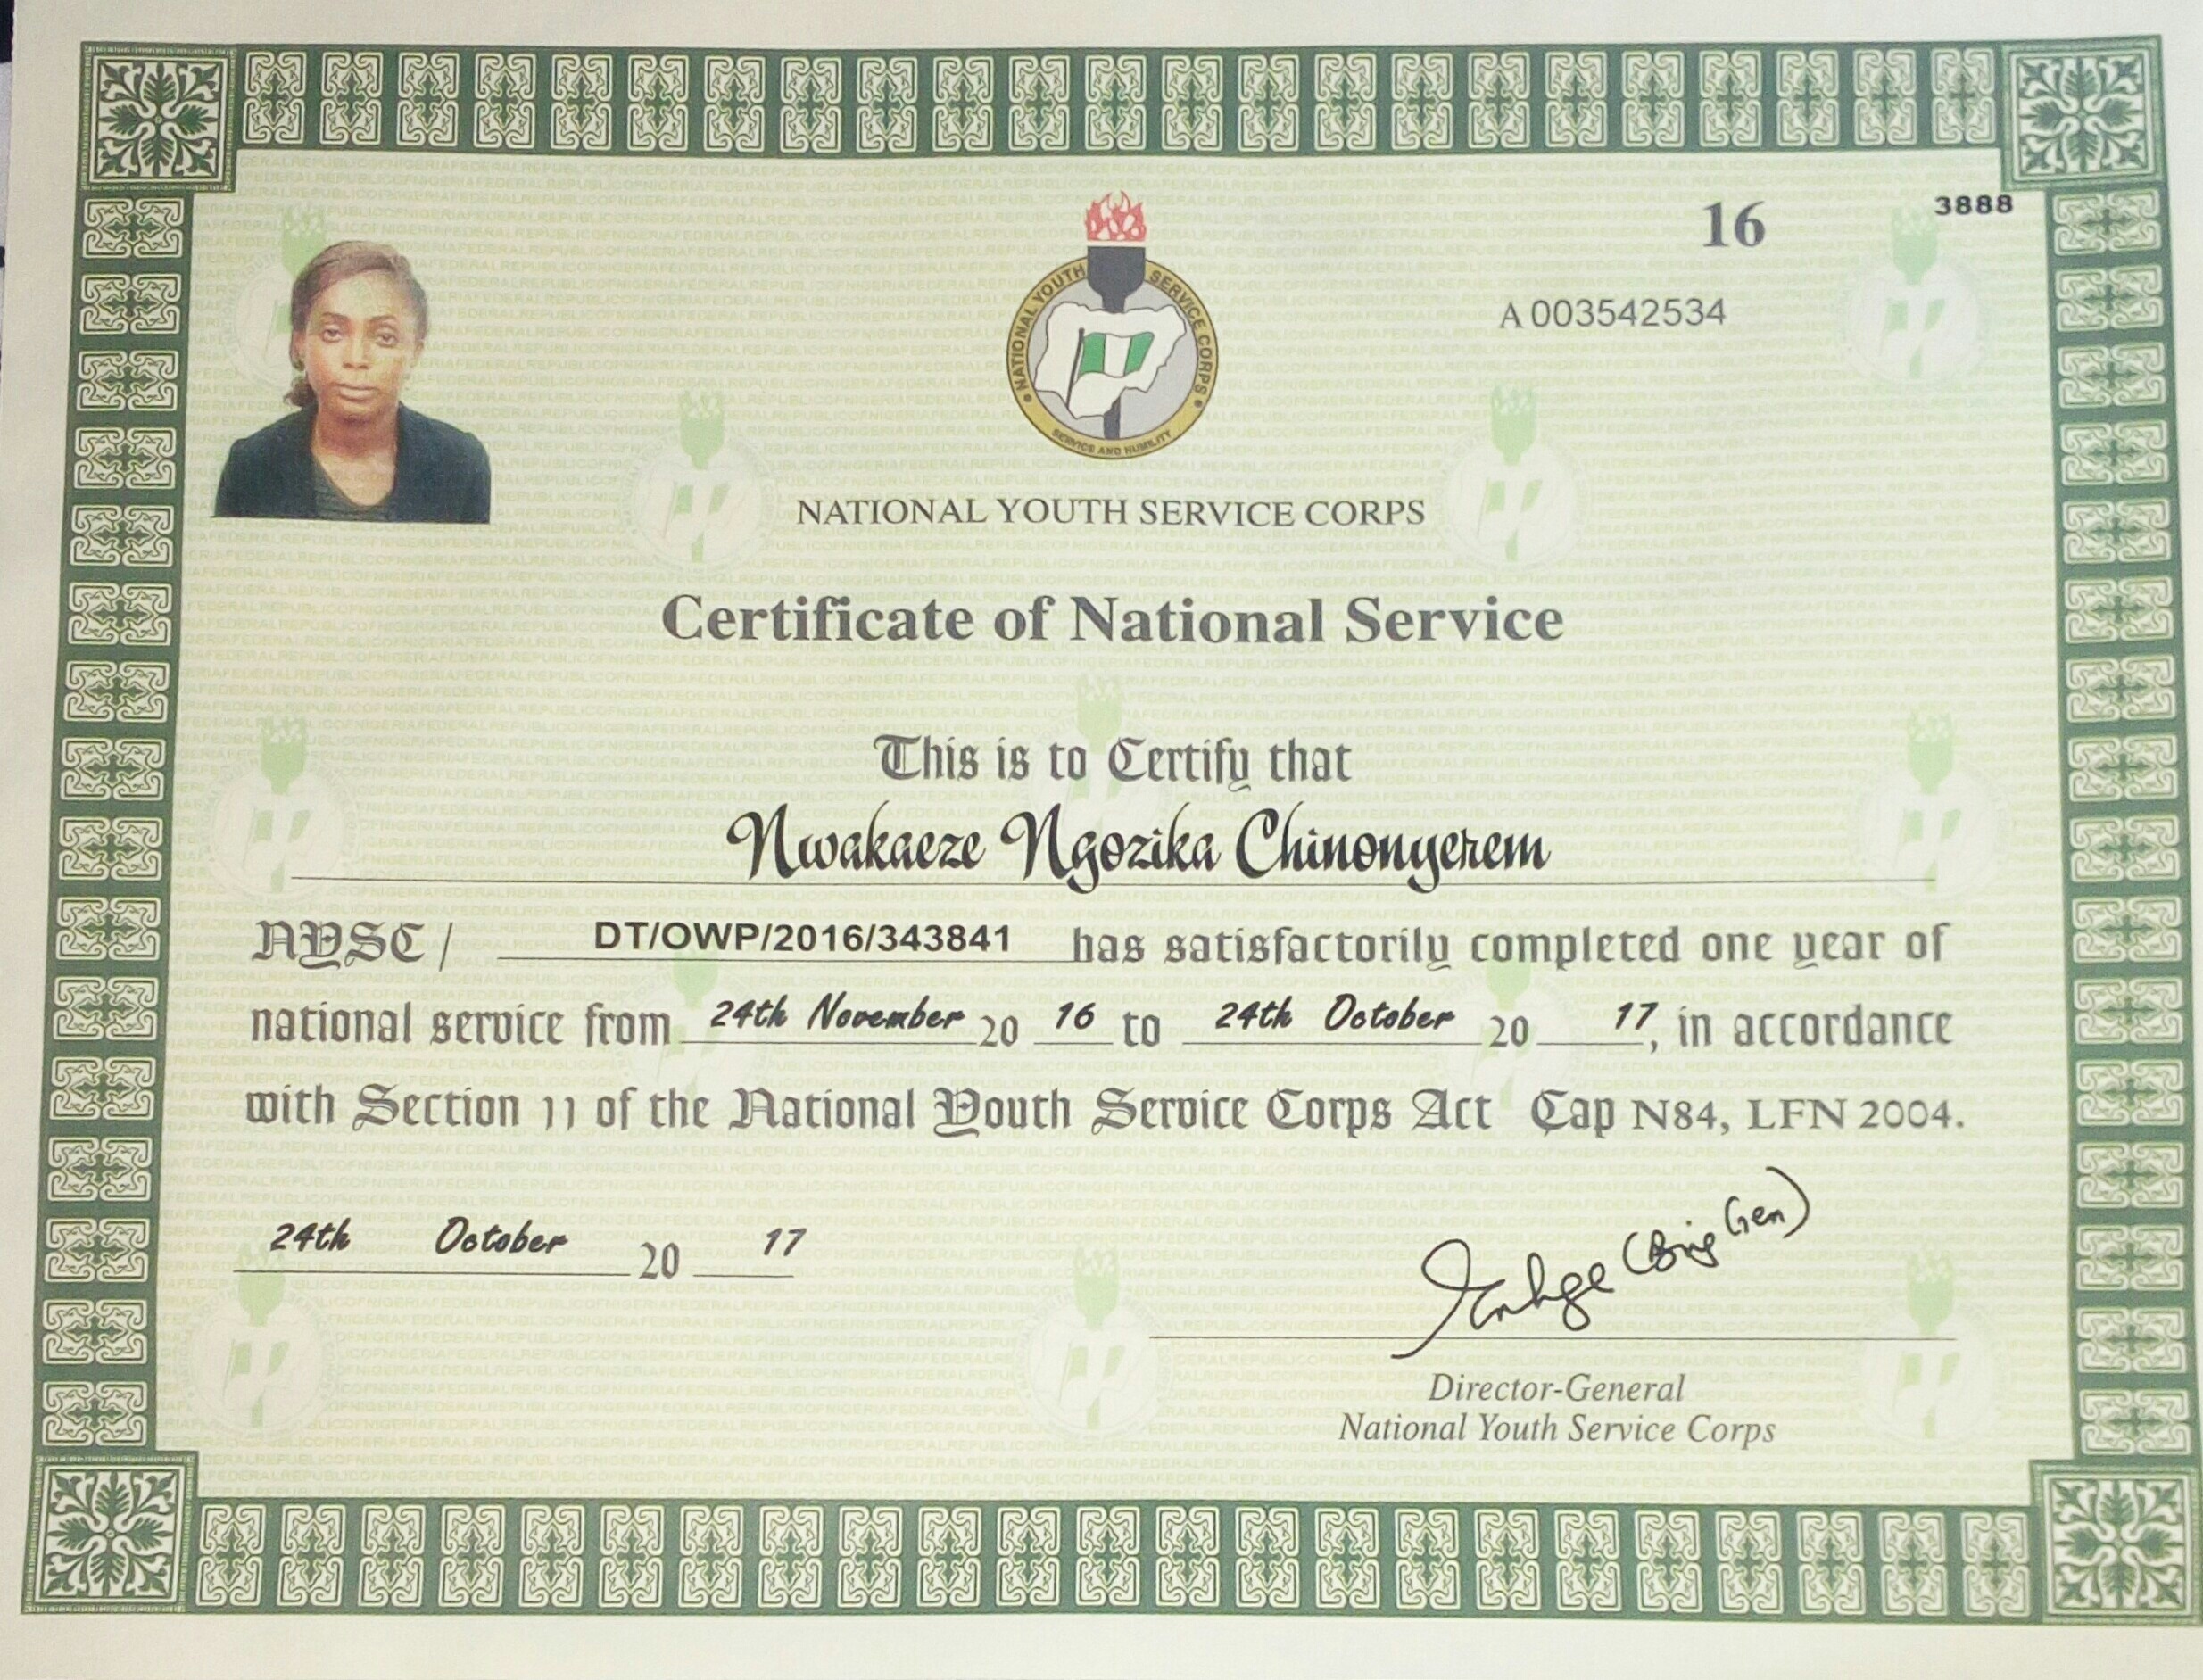 16
3888
A 003542534
NATIONAL YOUTH SERVICE CORPS
SERVICE AND HUMILITY
NATIONAL YOUTH SERVICE CORPS
Certificate of National Service
This is to Certify that
Nwakaeze Ngozika Chinonyerem
NYSC / DT/OWP/2016/343841 has satisfactorily completed one year of
national service from 24th November 20 16 to 24th October 20 17, in accordance
with Section 11 of the National Youth Service Corps Act Cap N84, LFN 2004.
24th October 20 17
(Brig Gen)
Director-General
National Youth Service Corps